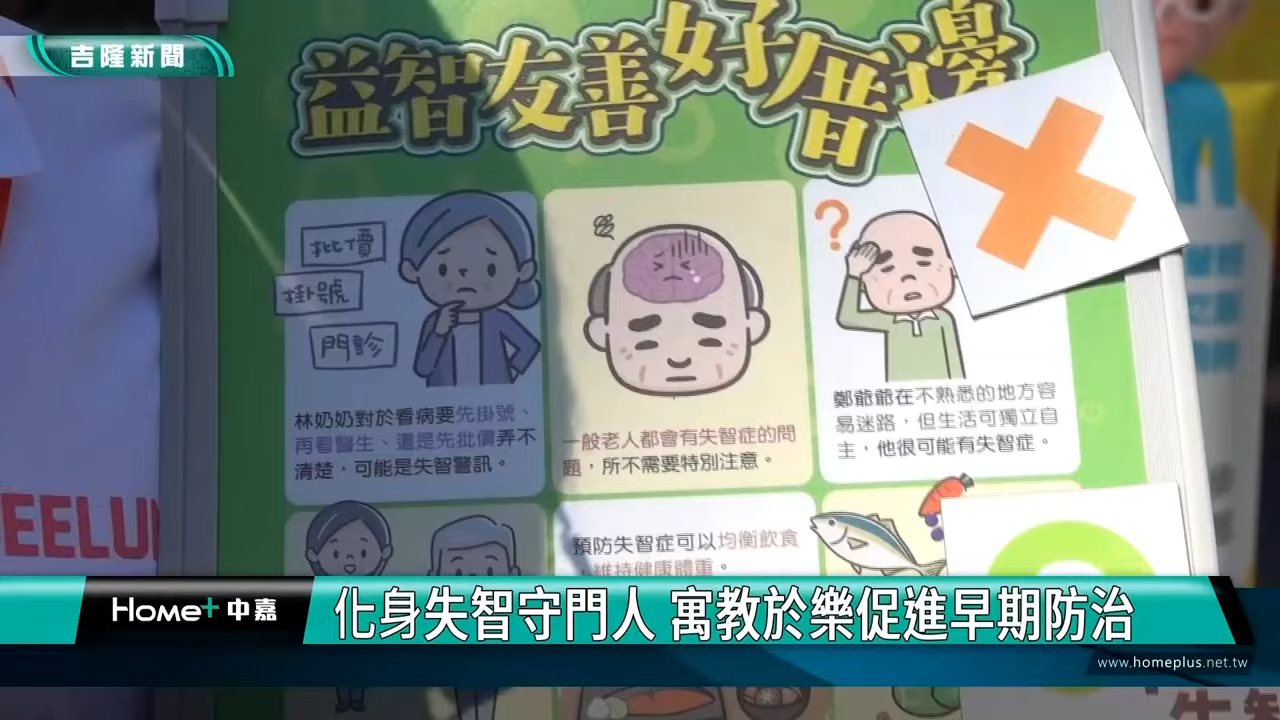 吉隆新聞
益智友善好厝邊
批價
掛號
門診
林奶奶對於看病要先掛號、
再看醫生、還是先批價弄不
清楚，可能是失智警訊。
一般老人都會有失智症的問
題，所不需要特別注意。
?
鄭爺爺在不熟悉的地方容
易迷路，但生活可獨立自
主，他很可能有失智症。
預防失智症可以均衡飲食
、維持健康體重。
EELU
Home+ 中嘉
化身失智守門人 寓教於樂促進早期防治
www.homeplus.net.tw